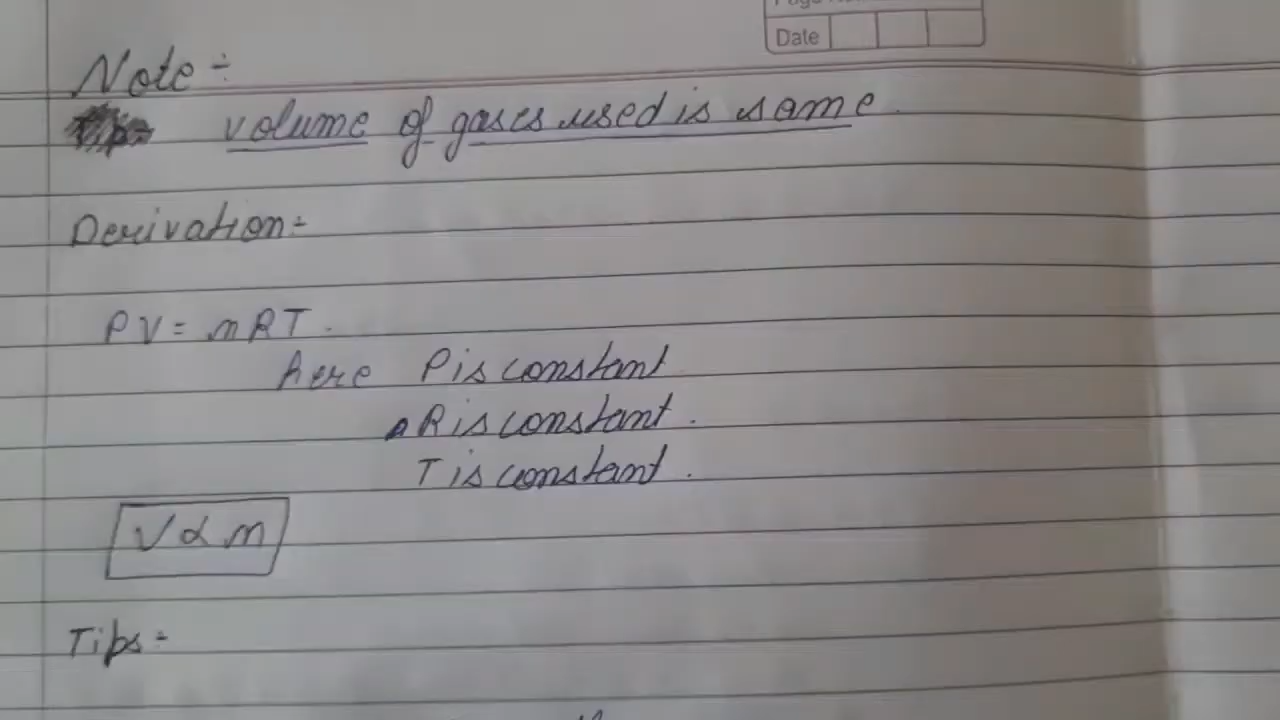 Date
Note :-
volume of gases used is same.
Derivation :-
PV = nRT.
here P is constant
R is constant.
T is constant.
V ∝ n
Tips :-